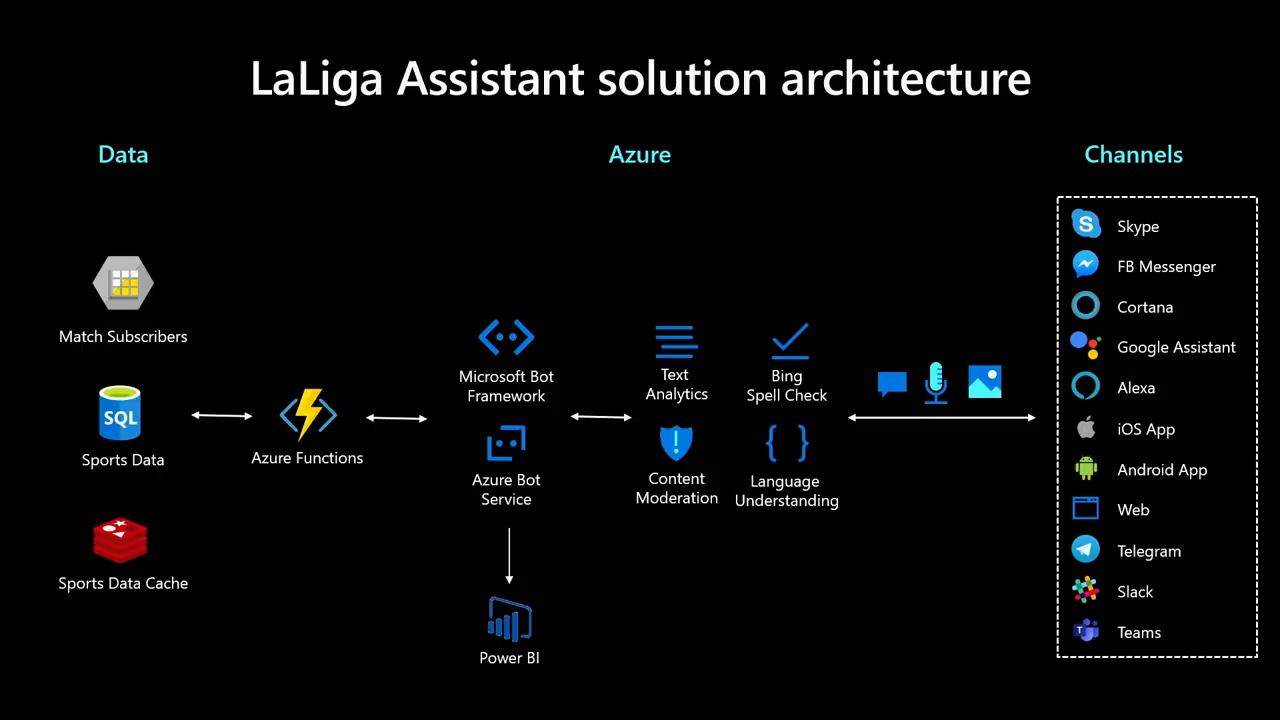 LaLiga Assistant solution architecture
Data
Azure
Channels
Match Subscribers
SQL
Sports Data
Sports Data Cache
Azure Functions
Microsoft Bot
Framework
Azure Bot
Service
Power BI
Text
Analytics
Bing
Spell Check
Content
Moderation
Language
Understanding
S
Skype
FB Messenger
Cortana
Google Assistant
Alexa
iOS App
Android App
Web
Telegram
Slack
T
Teams